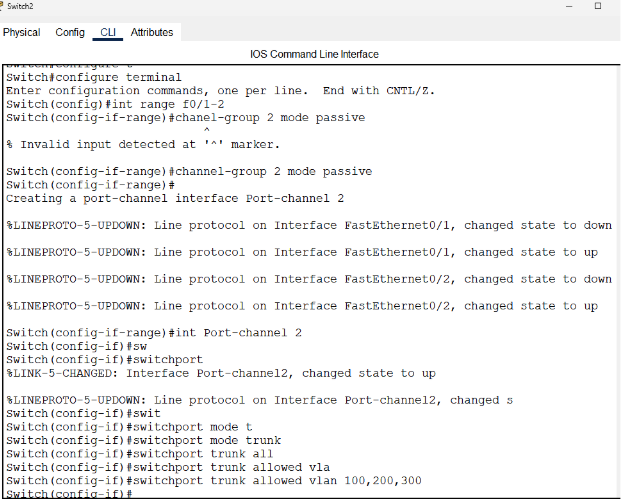 Switch2
Physical Config CLI Attributes
IOS Command Line Interface
Switch#configure terminal
Enter configuration commands, one per line. End with CNTL/Z.
Switch(config)#int range f0/1-2
Switch(config-if-range)#chanel-group 2 mode passive
^
% Invalid input detected at '^' marker.
Switch(config-if-range)#channel-group 2 mode passive
Switch(config-if-range)#
Creating a port-channel interface Port-channel 2
%LINEPROTO-5-UPDOWN: Line protocol on Interface FastEthernet0/1, changed state to down
%LINEPROTO-5-UPDOWN: Line protocol on Interface FastEthernet0/1, changed state to up
%LINEPROTO-5-UPDOWN: Line protocol on Interface FastEthernet0/2, changed state to down
%LINEPROTO-5-UPDOWN: Line protocol on Interface FastEthernet0/2, changed state to up
Switch(config-if-range)#int Port-channel 2
Switch(config-if)#sw
Switch(config-if)#switchport
%LINK-5-CHANGED: Interface Port-channel2, changed state to up
%LINEPROTO-5-UPDOWN: Line protocol on Interface Port-channel2, changed s
Switch(config-if)#swit
Switch(config-if)#switchport mode t
Switch(config-if)#switchport mode trunk
Switch(config-if)#switchport trunk all
Switch(config-if)#switchport trunk allowed vla
Switch(config-if)#switchport trunk allowed vlan 100,200,300
Switch(config-if)#